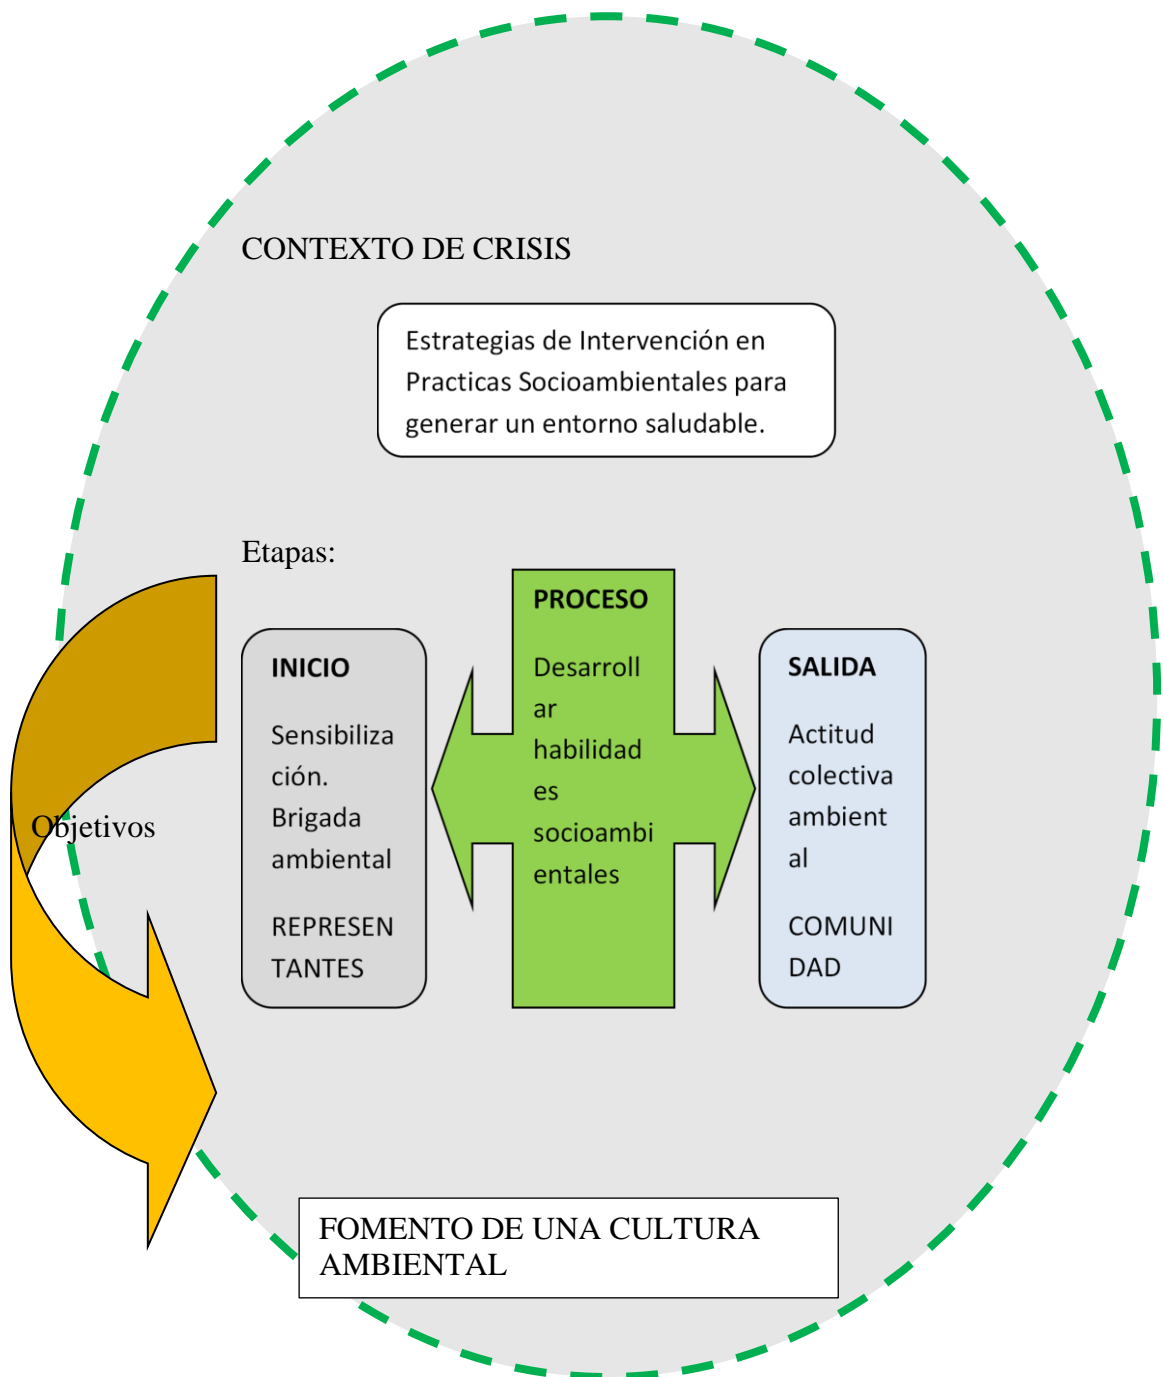 CONTEXTO DE CRISIS
Estrategias de Intervención en
Practicas Socioambientales para
generar un entorno saludable.
Etapas:
INICIO
Sensibiliza
ción.
Brigada
ambiental
REPRESEN
TANTES
PROCESO
Desarroll
ar
habilidad
es
socioambi
entales
SALIDA
Actitud
colectiva
ambient
al
COMUNI
DAD
Objetivos
FOMENTO DE UNA CULTURA
AMBIENTAL